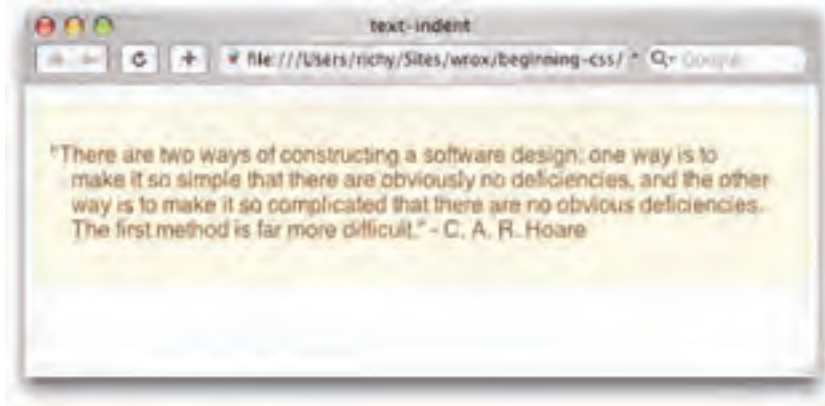 text-indent
file:///Users/richy/Sites/wrox/beginning-css/
Google
"There are two ways of constructing a software design: one way is to
make it so simple that there are obviously no deficiencies, and the other
way is to make it so complicated that there are no obvious deficiencies.
The first method is far more difficult." - C. A. R. Hoare